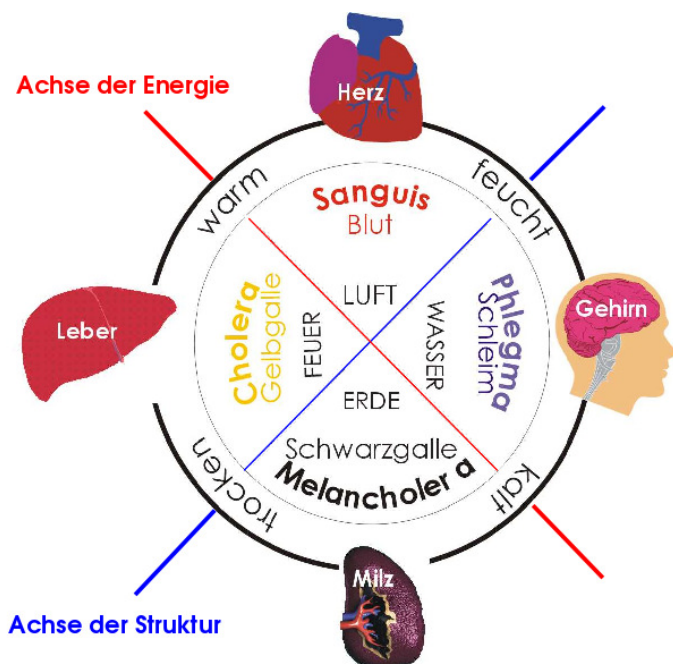 Achse der Energie
Herz
warm
feucht
Sanguis
Blut
Leber
Cholera
Gelbgalle
FEUER
LUFT
WASSER
Phlegma
Schleim
Gehirn
ERDE
Schwarzgalle
Melancholer a
trocken
kalt
Milz
Achse der Struktur